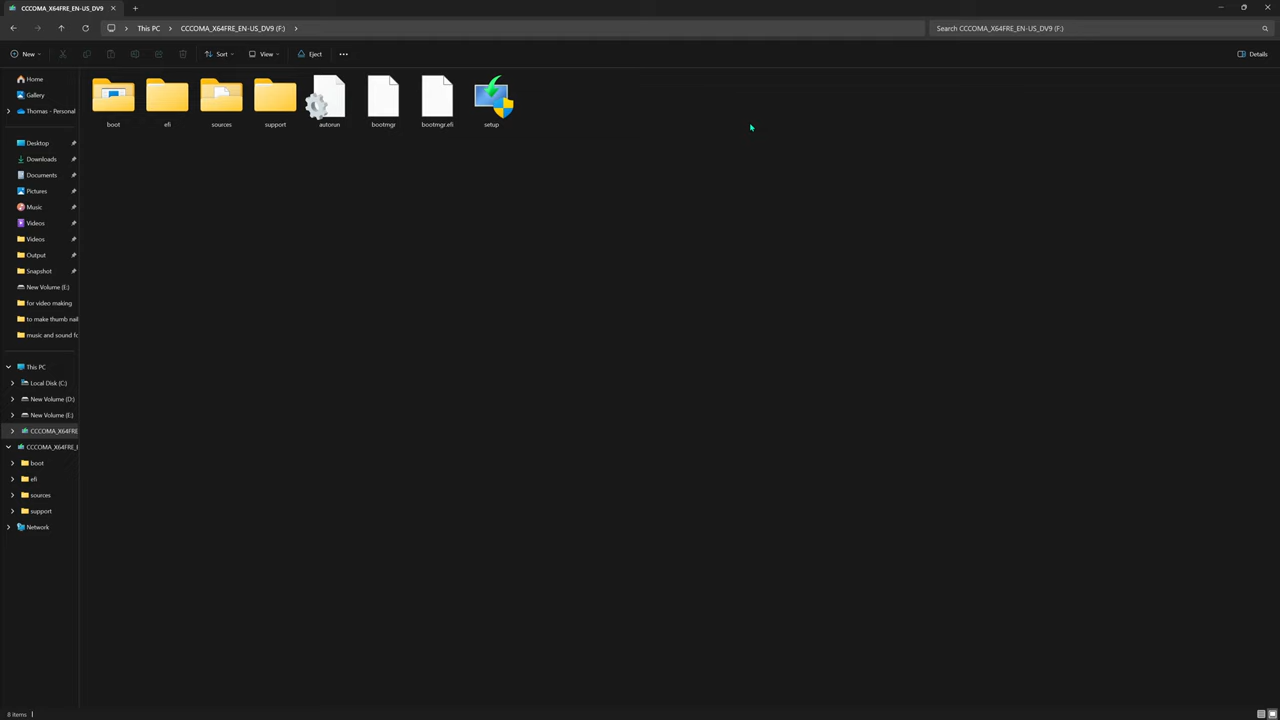 CCCOMA_X64FRE_EN-US_DV9 (F:)
This PC > CCCOMA_X64FRE_EN-US_DV9 (F:) >
Search CCCOMA_X64FRE_EN-US_DV9 (F:)
New
Sort
View
Eject
Details
Home
Gallery
Thomas - Personal
Desktop
Downloads
Documents
Pictures
Music
Videos
Videos
Output
Snapshot
New Volume (E:)
for video making
to make thumb nail
music and sound fo
This PC
Local Disk (C:)
New Volume (D:)
New Volume (E:)
CCCOMA_X64FRE
CCCOMA_X64FRE_E
boot
efi
sources
support
Network
boot
efi
sources
support
autorun
bootmgr
bootmgr.efi
setup
8 items